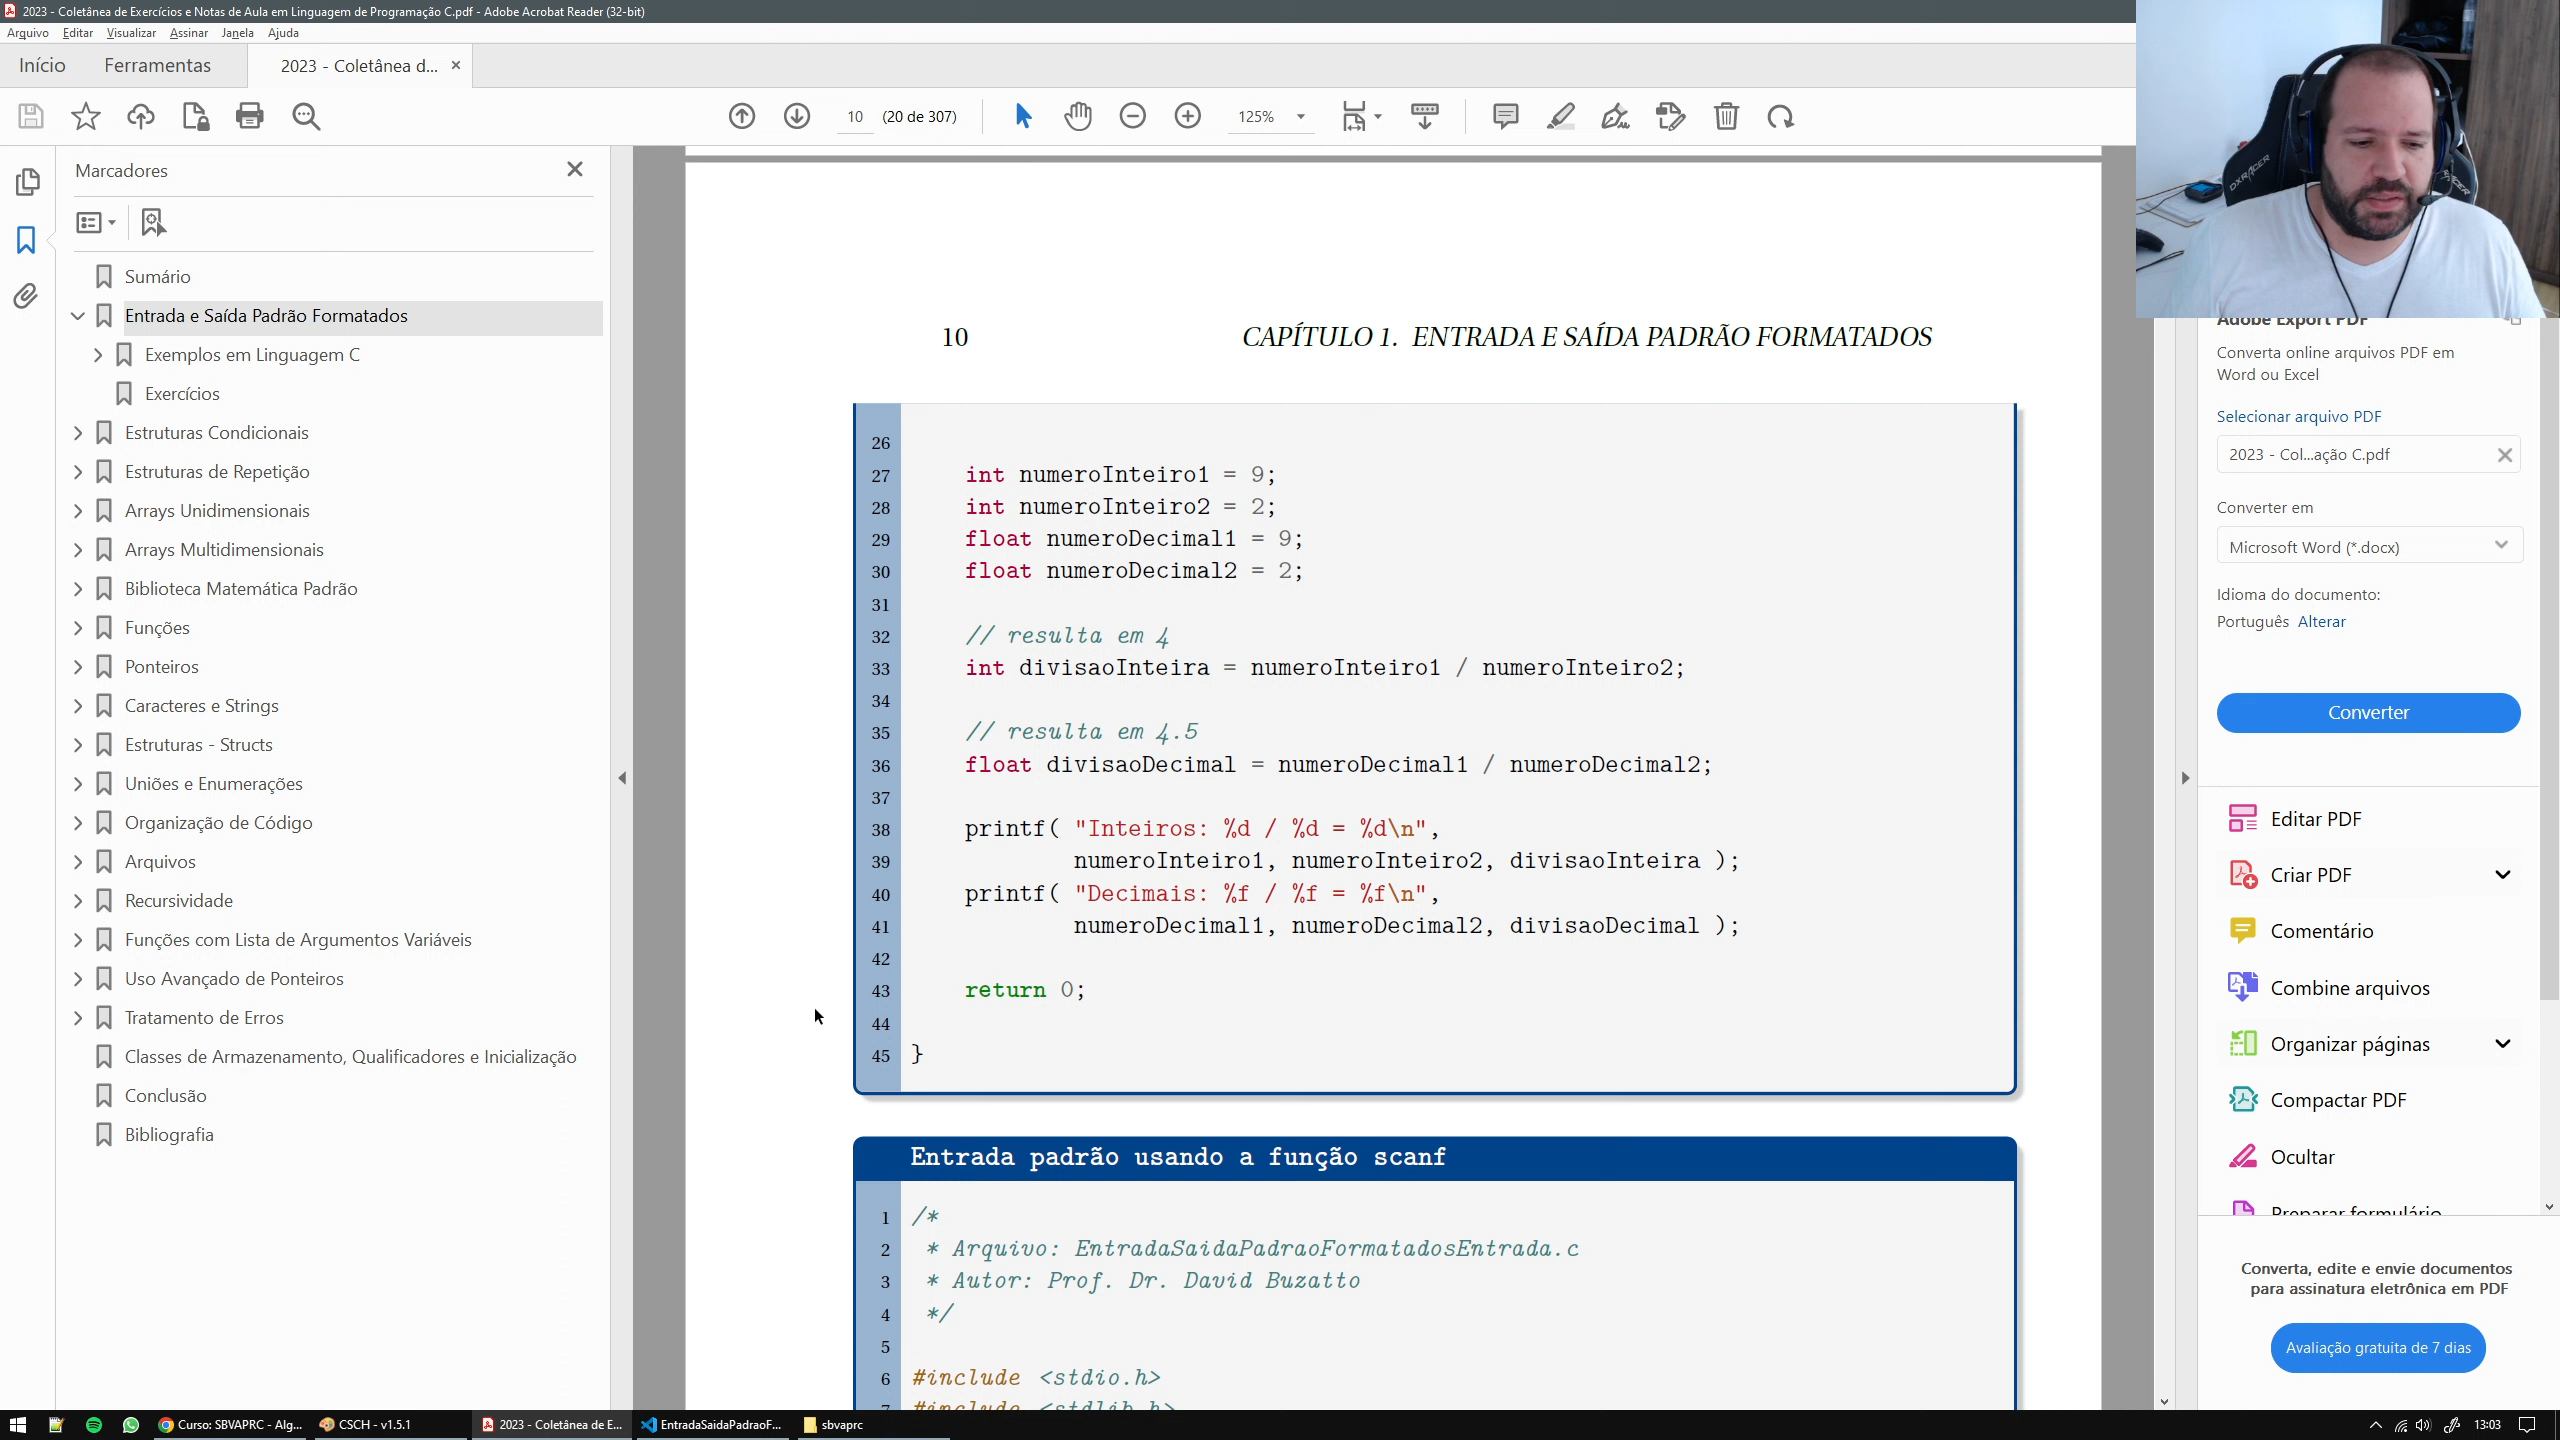 2023 - Coletânea de Exercícios e Notas de Aula em Linguagem de Programação C.pdf - Adobe Acrobat Reader (32-bit)
Arquivo Editar Visualizar Assinar Janela Ajuda
Início Ferramentas 2023 - Coletânea d...
10 (20 de 307) 125%
Marcadores
Sumário
Entrada e Saída Padrão Formatados
Exemplos em Linguagem C
Exercícios
Estruturas Condicionais
Estruturas de Repetição
Arrays Unidimensionais
Arrays Multidimensionais
Biblioteca Matemática Padrão
Funções
Ponteiros
Caracteres e Strings
Estruturas - Structs
Uniões e Enumerações
Organização de Código
Arquivos
Recursividade
Funções com Lista de Argumentos Variáveis
Uso Avançado de Ponteiros
Tratamento de Erros
Classes de Armazenamento, Qualificadores e Inicialização
Conclusão
Bibliografia
10 CAPÍTULO 1. ENTRADA E SAÍDA PADRÃO FORMATADOS
26
27 int numeroInteiro1 = 9;
28 int numeroInteiro2 = 2;
29 float numeroDecimal1 = 9;
30 float numeroDecimal2 = 2;
31
32 // resulta em 4
33 int divisaoInteira = numeroInteiro1 / numeroInteiro2;
34
35 // resulta em 4.5
36 float divisaoDecimal = numeroDecimal1 / numeroDecimal2;
37
38 printf( "Inteiros: %d / %d = %d\n",
39 numeroInteiro1, numeroInteiro2, divisaoInteira );
40 printf( "Decimais: %f / %f = %f\n",
41 numeroDecimal1, numeroDecimal2, divisaoDecimal );
42
43 return 0;
44
45 }
Entrada padrão usando a função scanf
1 /*
2 * Arquivo: EntradaSaidaPadraoFormatadosEntrada.c
3 * Autor: Prof. Dr. David Buzatto
4 */
5
6 #include <stdio.h>
7 #include <stdlib.h>
DXRACER
Adobe Export PDF
Converta online arquivos PDF em
Word ou Excel
Selecionar arquivo PDF
2023 - Col...ação C.pdf
Converter em
Microsoft Word (*.docx)
Idioma do documento:
Português Alterar
Converter
Editar PDF
Criar PDF
Comentário
Combine arquivos
Organizar páginas
Compactar PDF
Ocultar
Preparar formulário
Converta, edite e envie documentos
para assinatura eletrônica em PDF
Avaliação gratuita de 7 dias
Curso: SBVAPRC - Alg... CSCH - v1.5.1 2023 - Coletânea de E... EntradaSaidaPadraoF... sbvaprc 13:03